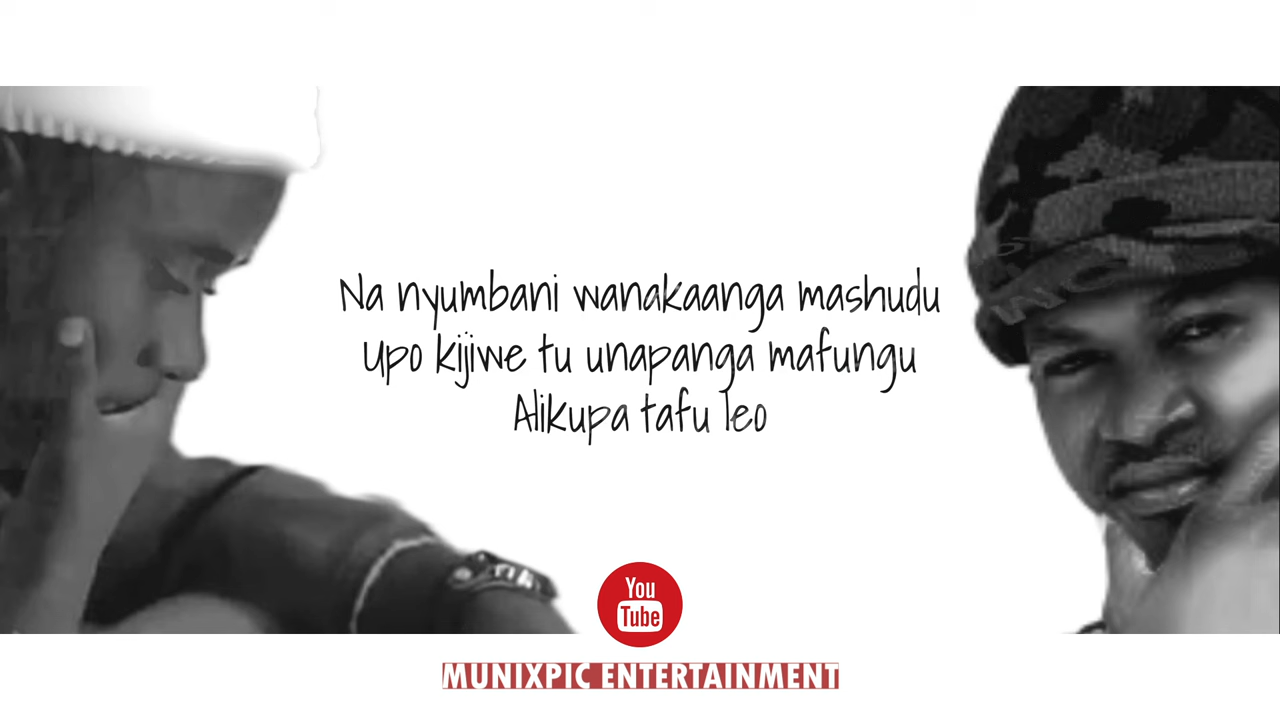 Na nyumbani wanakaanga mashudu
Upo kijiwe tu unapanga mafungu
Alikupa tafu leo
You
Tube
MUNIXPIC ENTERTAINMENT